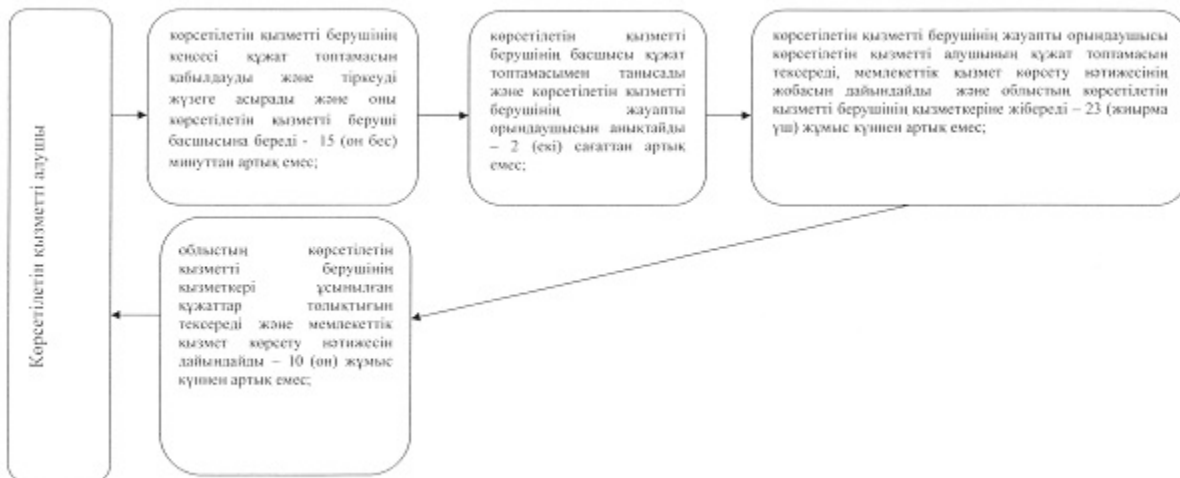 Көрсетілетін қызметті алушы
көрсетілетін қызметті берушінің
кеңсесі құжат топтамасын
қабылдауды және тіркеуді
жүзеге асырады және оны
көрсетілетін қызметті беруші
басшысына береді - 15 (он бес)
минуттан артық емес;
көрсетілетін қызметті
берушінің басшысы құжат
топтамасымен танысады
және көрсетілетін қызметті
берушінің жауапты
орындаушысын анықтайды
– 2 (екі) сағаттан артық
емес;
көрсетілетін қызметті берушінің жауапты орындаушысы
көрсетілетін қызметті алушының құжат топтамасын
тексереді, мемлекеттік қызмет көрсету нәтижесінің
жобасын дайындайды және облыстың көрсетілетін
қызметті берушінің қызметкеріне жібереді – 23 (жиырма
үш) жұмыс күннен артық емес;
облыстың көрсетілетін
қызметті берушінің
қызметкері ұсынылған
құжаттар толықтығын
тексереді және мемлекеттік
қызмет көрсету нәтижесін
дайындайды – 10 (он) жұмыс
күннен артық емес;